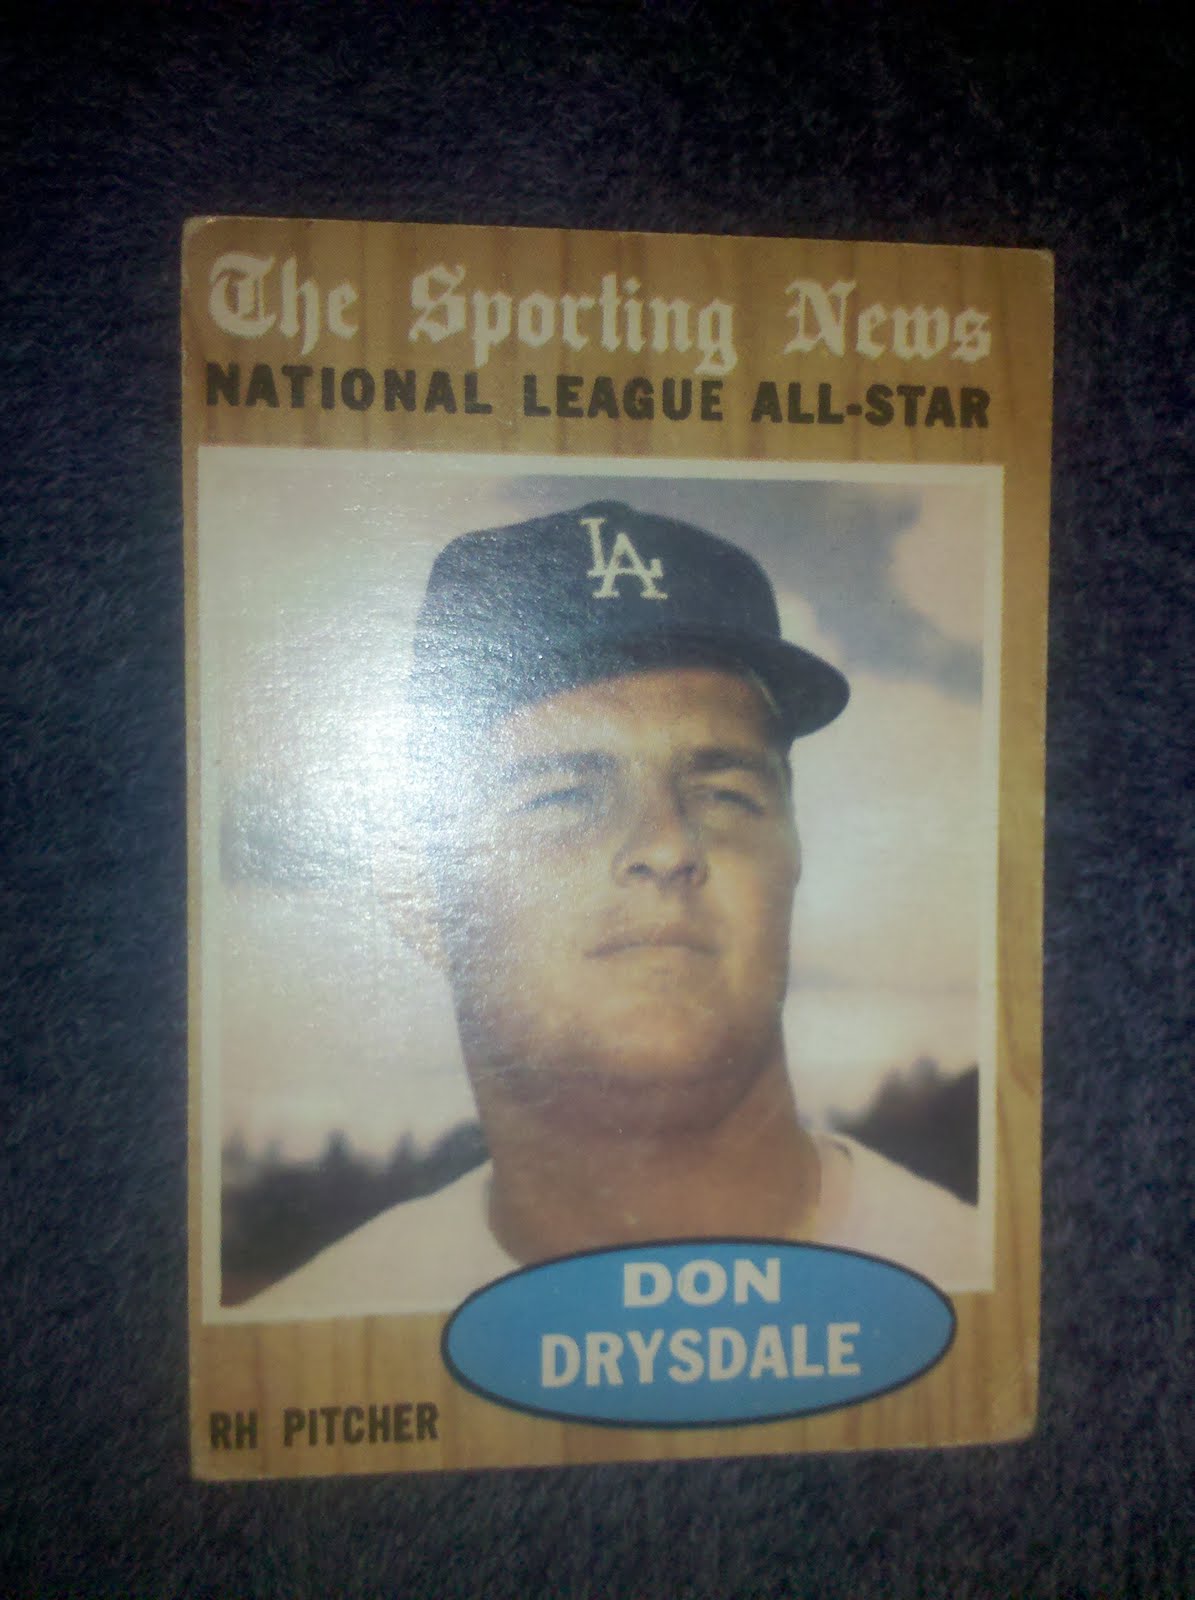 The Sporting News
NATIONAL LEAGUE ALL-STAR
LA
DON
DRYSDALE
RH PITCHER